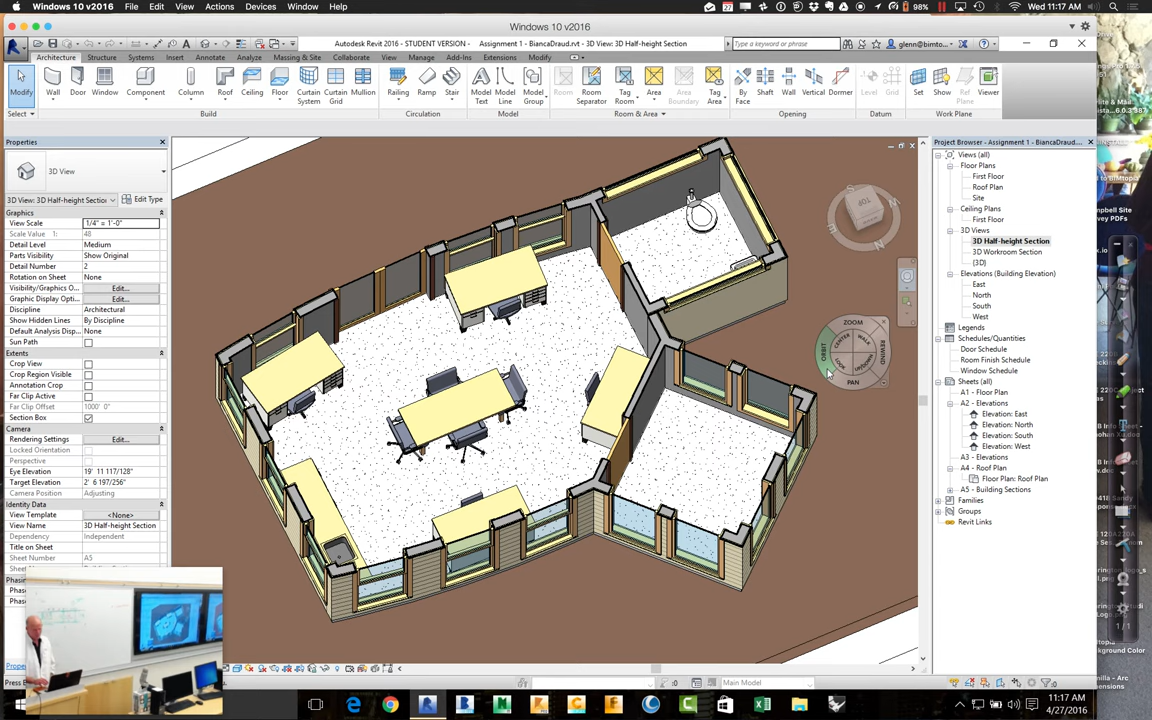 Windows 10 v2016 File Edit View Actions Devices Window Help 98% Wed 11:17 AM
Windows 10 v2016
Autodesk Revit 2016 - STUDENT VERSION - Assignment 1 - BiancaDraud.rvt - 3D View: 3D Half-height Section Type a keyword or phrase glenn@bimto...
Architecture Structure Systems Insert Annotate Analyze Massing & Site Collaborate View Manage Add-Ins Extensions Modify
Modify Wall Door Window Component Column Roof Ceiling Floor Curtain System Curtain Grid Mullion Railing Ramp Stair Model Text Model Line Model Group Room Room Separator Tag Room Area Area Boundary Tag Area By Face Shaft Wall Vertical Dormer Level Grid Set Show Ref Plane Viewer
Select Build Circulation Model Room & Area Opening Datum Work Plane
Properties
3D View
3D View: 3D Half-height Section Edit Type
Graphics
View Scale 1/4" = 1'-0"
Scale Value 1: 48
Detail Level Medium
Parts Visibility Show Original
Detail Number 2
Rotation on Sheet None
Visibility/Graphics O... Edit...
Graphic Display Opti... Edit...
Discipline Architectural
Show Hidden Lines By Discipline
Default Analysis Disp... None
Sun Path
Extents
Crop View
Crop Region Visible
Annotation Crop
Far Clip Active
Far Clip Offset 1000' 0"
Section Box
Camera
Rendering Settings Edit...
Locked Orientation
Perspective
Eye Elevation 19' 11 117/128"
Target Elevation 2' 6 197/256"
Camera Position Adjusting
Identity Data
View Template <None>
View Name 3D Half-height Section
Dependency Independent
Title on Sheet
Sheet Number A5
ZOOM
ORBIT
CENTER
WALK
REWIND
LOOK
UP/DOWN
PAN
Project Browser - Assignment 1 - BiancaDraud....
Views (all)
Floor Plans
First Floor
Roof Plan
Site
Ceiling Plans
First Floor
3D Views
3D Half-height Section
3D Workroom Section
{3D}
Elevations (Building Elevation)
East
North
South
West
Legends
Schedules/Quantities
Door Schedule
Room Finish Schedule
Window Schedule
Sheets (all)
A1 - Floor Plan
A2 - Elevations
Elevation: East
Elevation: North
Elevation: South
Elevation: West
A3 - Elevations
A4 - Roof Plan
Floor Plan: Roof Plan
A5 - Building Sections
Families
Groups
Revit Links
Main Model
11:17 AM
4/27/2016